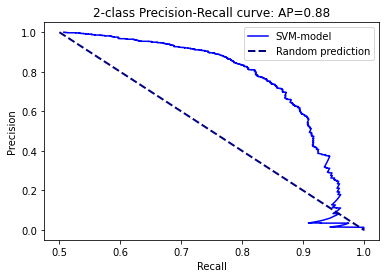 2-class Precision-Recall curve: AP=0.88
SVM-model
Random prediction
Precision
1.0
0.8
0.6
0.4
0.2
0.0
0.5 0.6 0.7 0.8 0.9 1.0
Recall